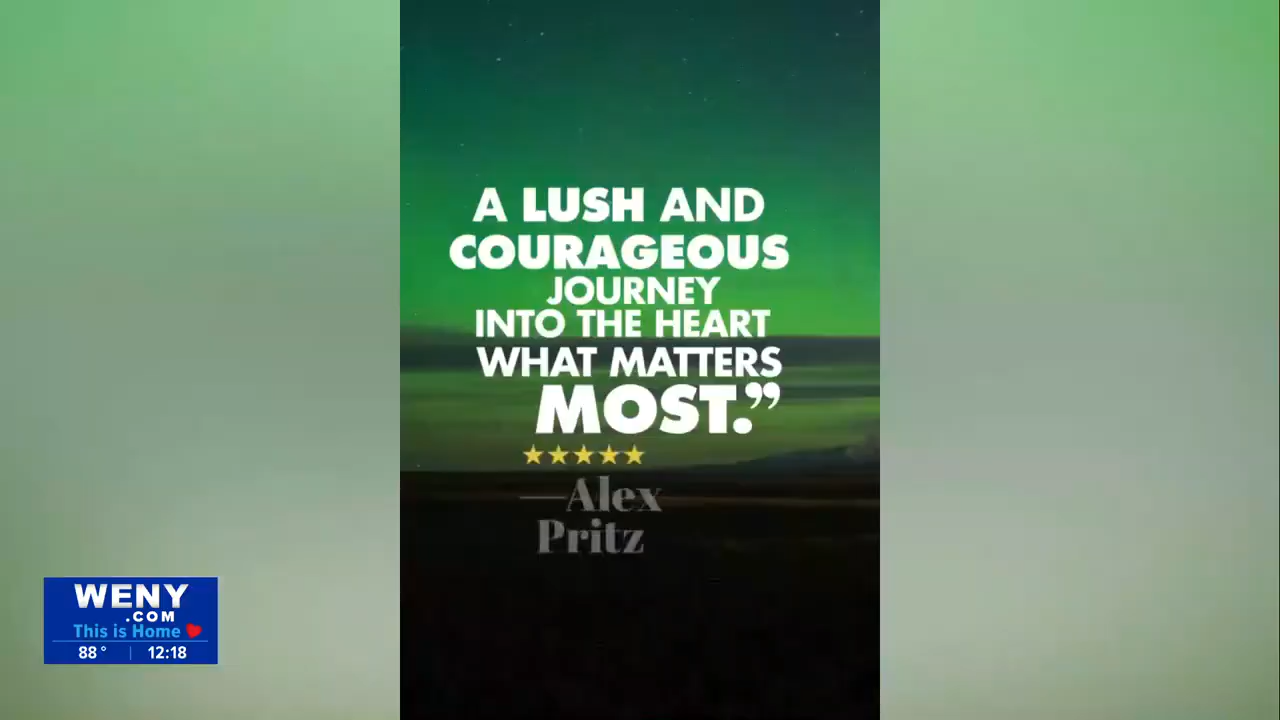 A LUSH AND
COURAGEOUS
JOURNEY
INTO THE HEART
WHAT MATTERS
MOST.”
★★★★★
—Alex
Pritz
WENY
.COM
This is Home ❤
88° | 12:18